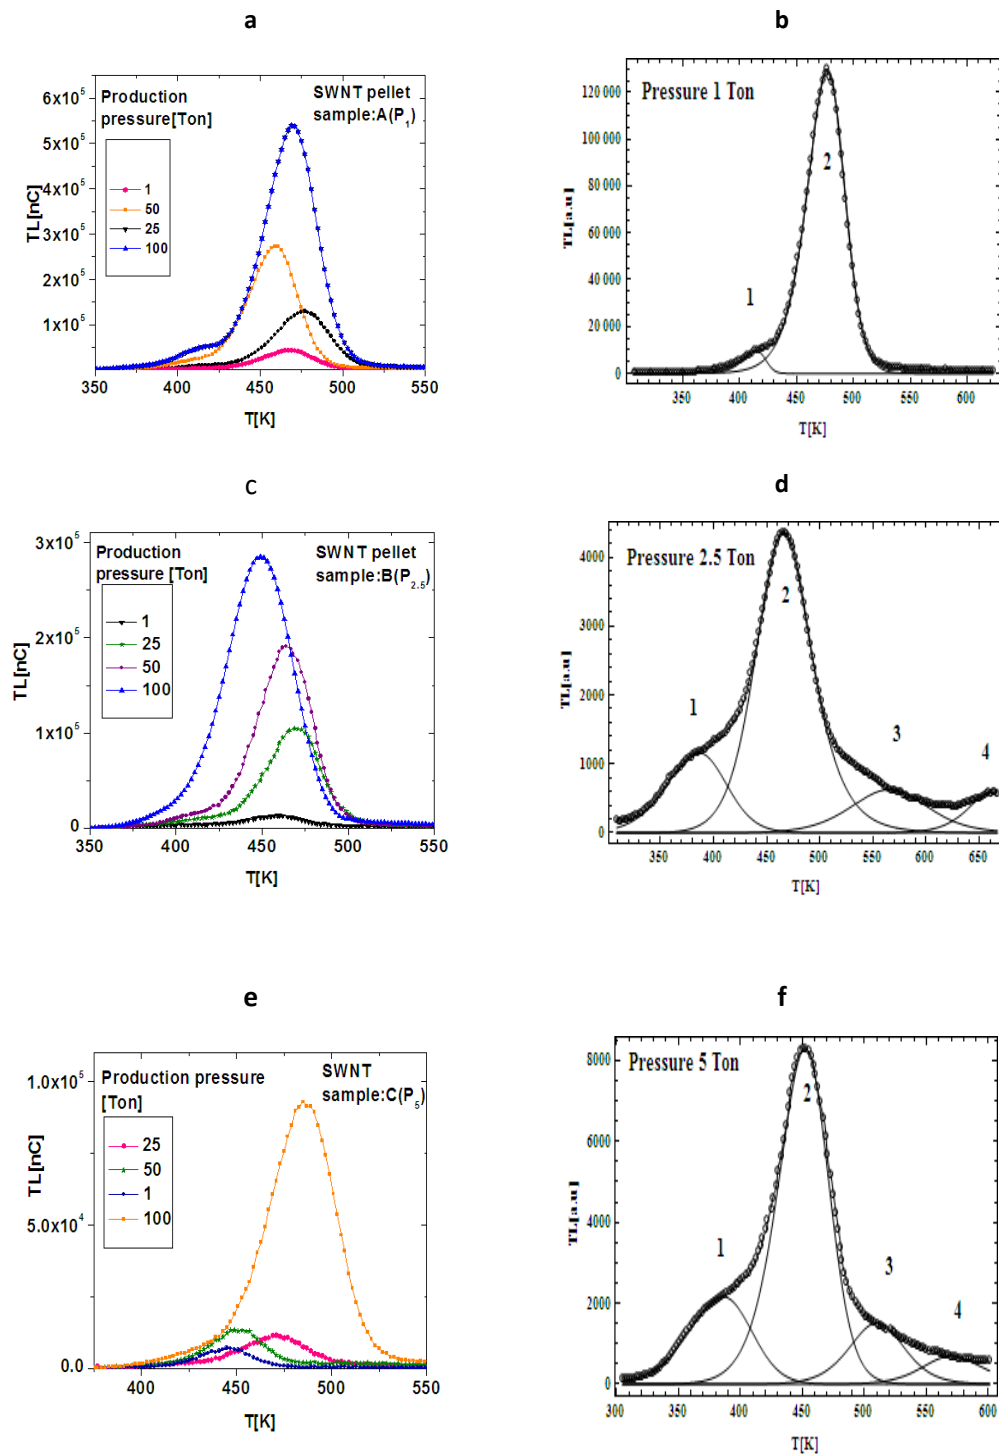 a
Production
pressure[Ton]
1
50
25
100
SWNT pellet
sample:A(P1)
6x10^5
5x10^5
4x10^5
3x10^5
2x10^5
1x10^5
TL[nC]
350 400 450 500 550
T[K]
b
Pressure 1 Ton
1
2
120 000
100 000
80 000
60 000
40 000
20 000
0
TL[a.u]
350 400 450 500 550 600
T[K]
c
Production
pressure [Ton]
1
25
50
100
SWNT pellet
sample:B(P2.5)
3x10^5
2x10^5
1x10^5
0
TL[nC]
350 400 450 500 550
T[K]
d
Pressure 2.5 Ton
1
2
3
4
4000
3000
2000
1000
0
TL[a.u]
350 400 450 500 550 600 650
T[K]
e
Production pressure
[Ton]
25
50
1
100
SWNT
sample:C(P5)
1.0x10^5
5.0x10^4
0.0
TL[nC]
400 450 500 550
T[K]
f
Pressure 5 Ton
1
2
3
4
8000
6000
4000
2000
0
TL[a.u]
300 350 400 450 500 550 600
T[K]